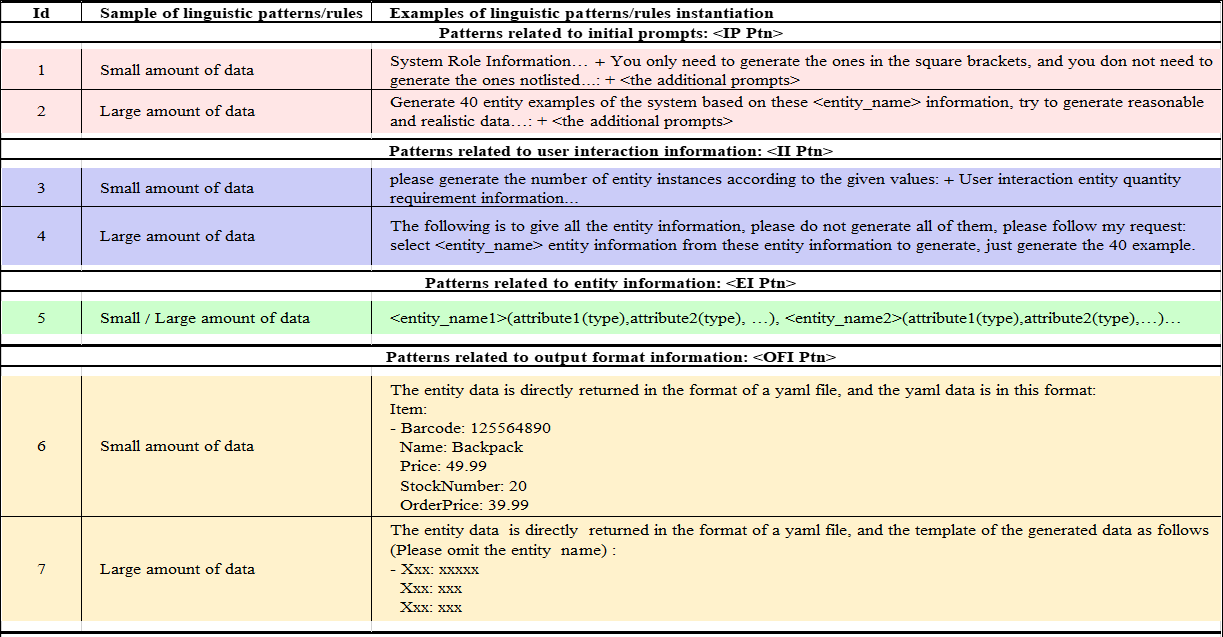 Id Sample of linguistic patterns/rules Examples of linguistic patterns/rules instantiation
Patterns related to initial prompts: <IP Ptn>
1 Small amount of data System Role Information… + You only need to generate the ones in the square brackets, and you don not need to
generate the ones notlisted…: + <the additional prompts>
2 Large amount of data Generate 40 entity examples of the system based on these <entity_name> information, try to generate reasonable
and realistic data…: + <the additional prompts>
Patterns related to user interaction information: <II Ptn>
3 Small amount of data please generate the number of entity instances according to the given values: + User interaction entity quantity
requirement information…
4 Large amount of data The following is to give all the entity information, please do not generate all of them, please follow my request:
select <entity_name> entity information from these entity information to generate, just generate the 40 example.
Patterns related to entity information: <EI Ptn>
5 Small / Large amount of data <entity_name1>(attribute1(type),attribute2(type), …), <entity_name2>(attribute1(type),attribute2(type),…)…
Patterns related to output format information: <OFI Ptn>
6 Small amount of data The entity data is directly returned in the format of a yaml file, and the yaml data is in this format:
Item:
- Barcode: 125564890
Name: Backpack
Price: 49.99
StockNumber: 20
OrderPrice: 39.99
7 Large amount of data The entity data is directly returned in the format of a yaml file, and the template of the generated data as follows
(Please omit the entity name) :
- Xxx: xxxxx
Xxx: xxx
Xxx: xxx